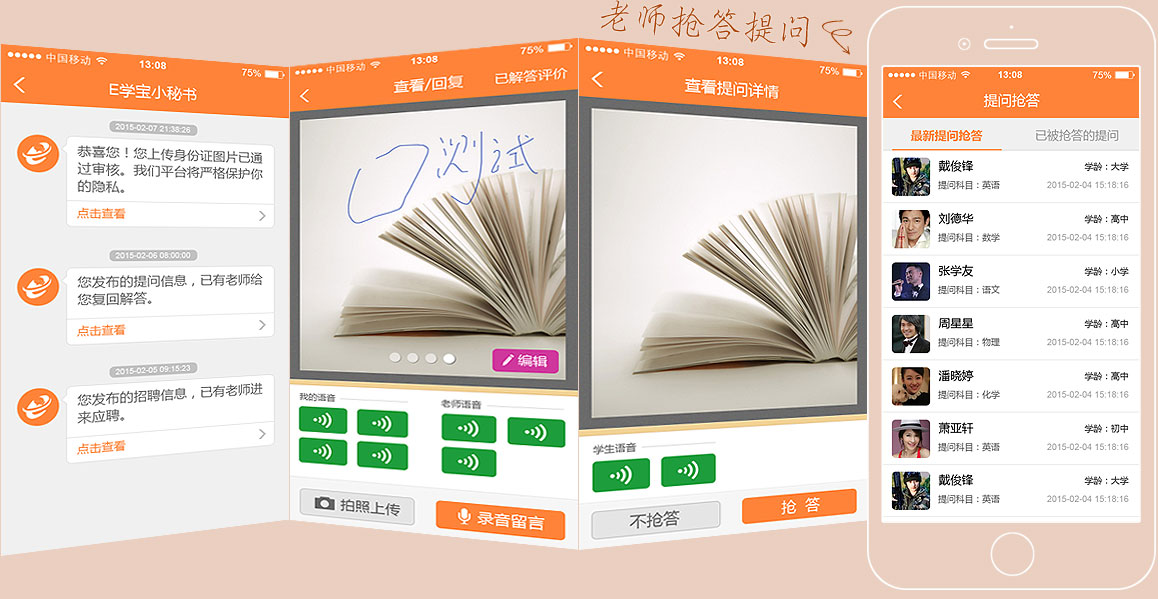 老师抢答提问
中国移动
13:08
75%
E学宝小秘书
2015-02-07 21:38:26
恭喜您！您上传身份证图片已通
过审核。我们平台将严格保护你
的隐私。
点击查看
2015-02-06 08:00:00
您发布的提问信息，已有老师给
您复回解答。
点击查看
2015-02-05 09:15:23
您发布的招聘信息，已有老师进
来应聘。
点击查看
中国移动
13:08
75%
查看/回复
已解答评价
测试
编辑
我的语音
老师语音
拍照上传
录音留言
中国移动
13:08
75%
查看提问详情
学生语音
不抢答
抢 答
中国移动
13:08
75%
提问抢答
最新提问抢答
已被抢答的提问
戴俊锋
学龄：大学
提问科目：英语
2015-02-04 15:18:16
刘德华
学龄：高中
提问科目：数学
2015-02-04 15:18:16
张学友
学龄：小学
提问科目：语文
2015-02-04 15:18:16
周星星
学龄：高中
提问科目：物理
2015-02-04 15:18:16
潘晓婷
学龄：高中
提问科目：化学
2015-02-04 15:18:16
萧亚轩
学龄：初中
提问科目：英语
2015-02-04 15:18:16
戴俊锋
学龄：大学
提问科目：英语
2015-02-04 15:18:16